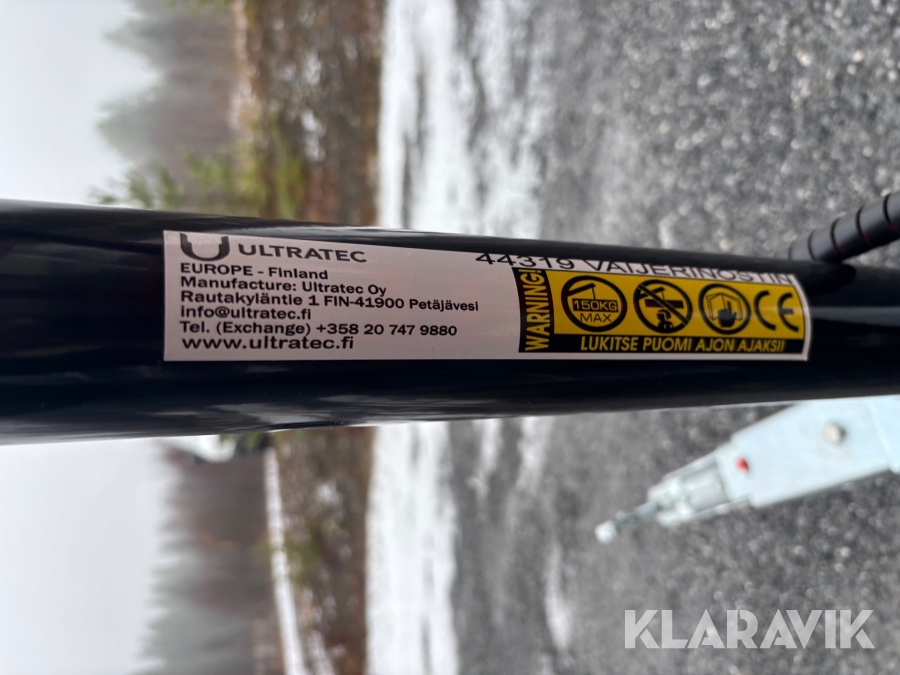 ULTRATEC
EUROPE - Finland
Manufacture: Ultratec Oy
Rautakyläntie 1 FIN-41900 Petäjävesi
info@ultratec.fi
Tel. (Exchange) +358 20 747 9880
www.ultratec.fi
44319 VAIJERINOSTIN
WARNING!
150KG
MAX
CE
LUKITSE PUOMI AJON AJAKSI!
KLARAVIK